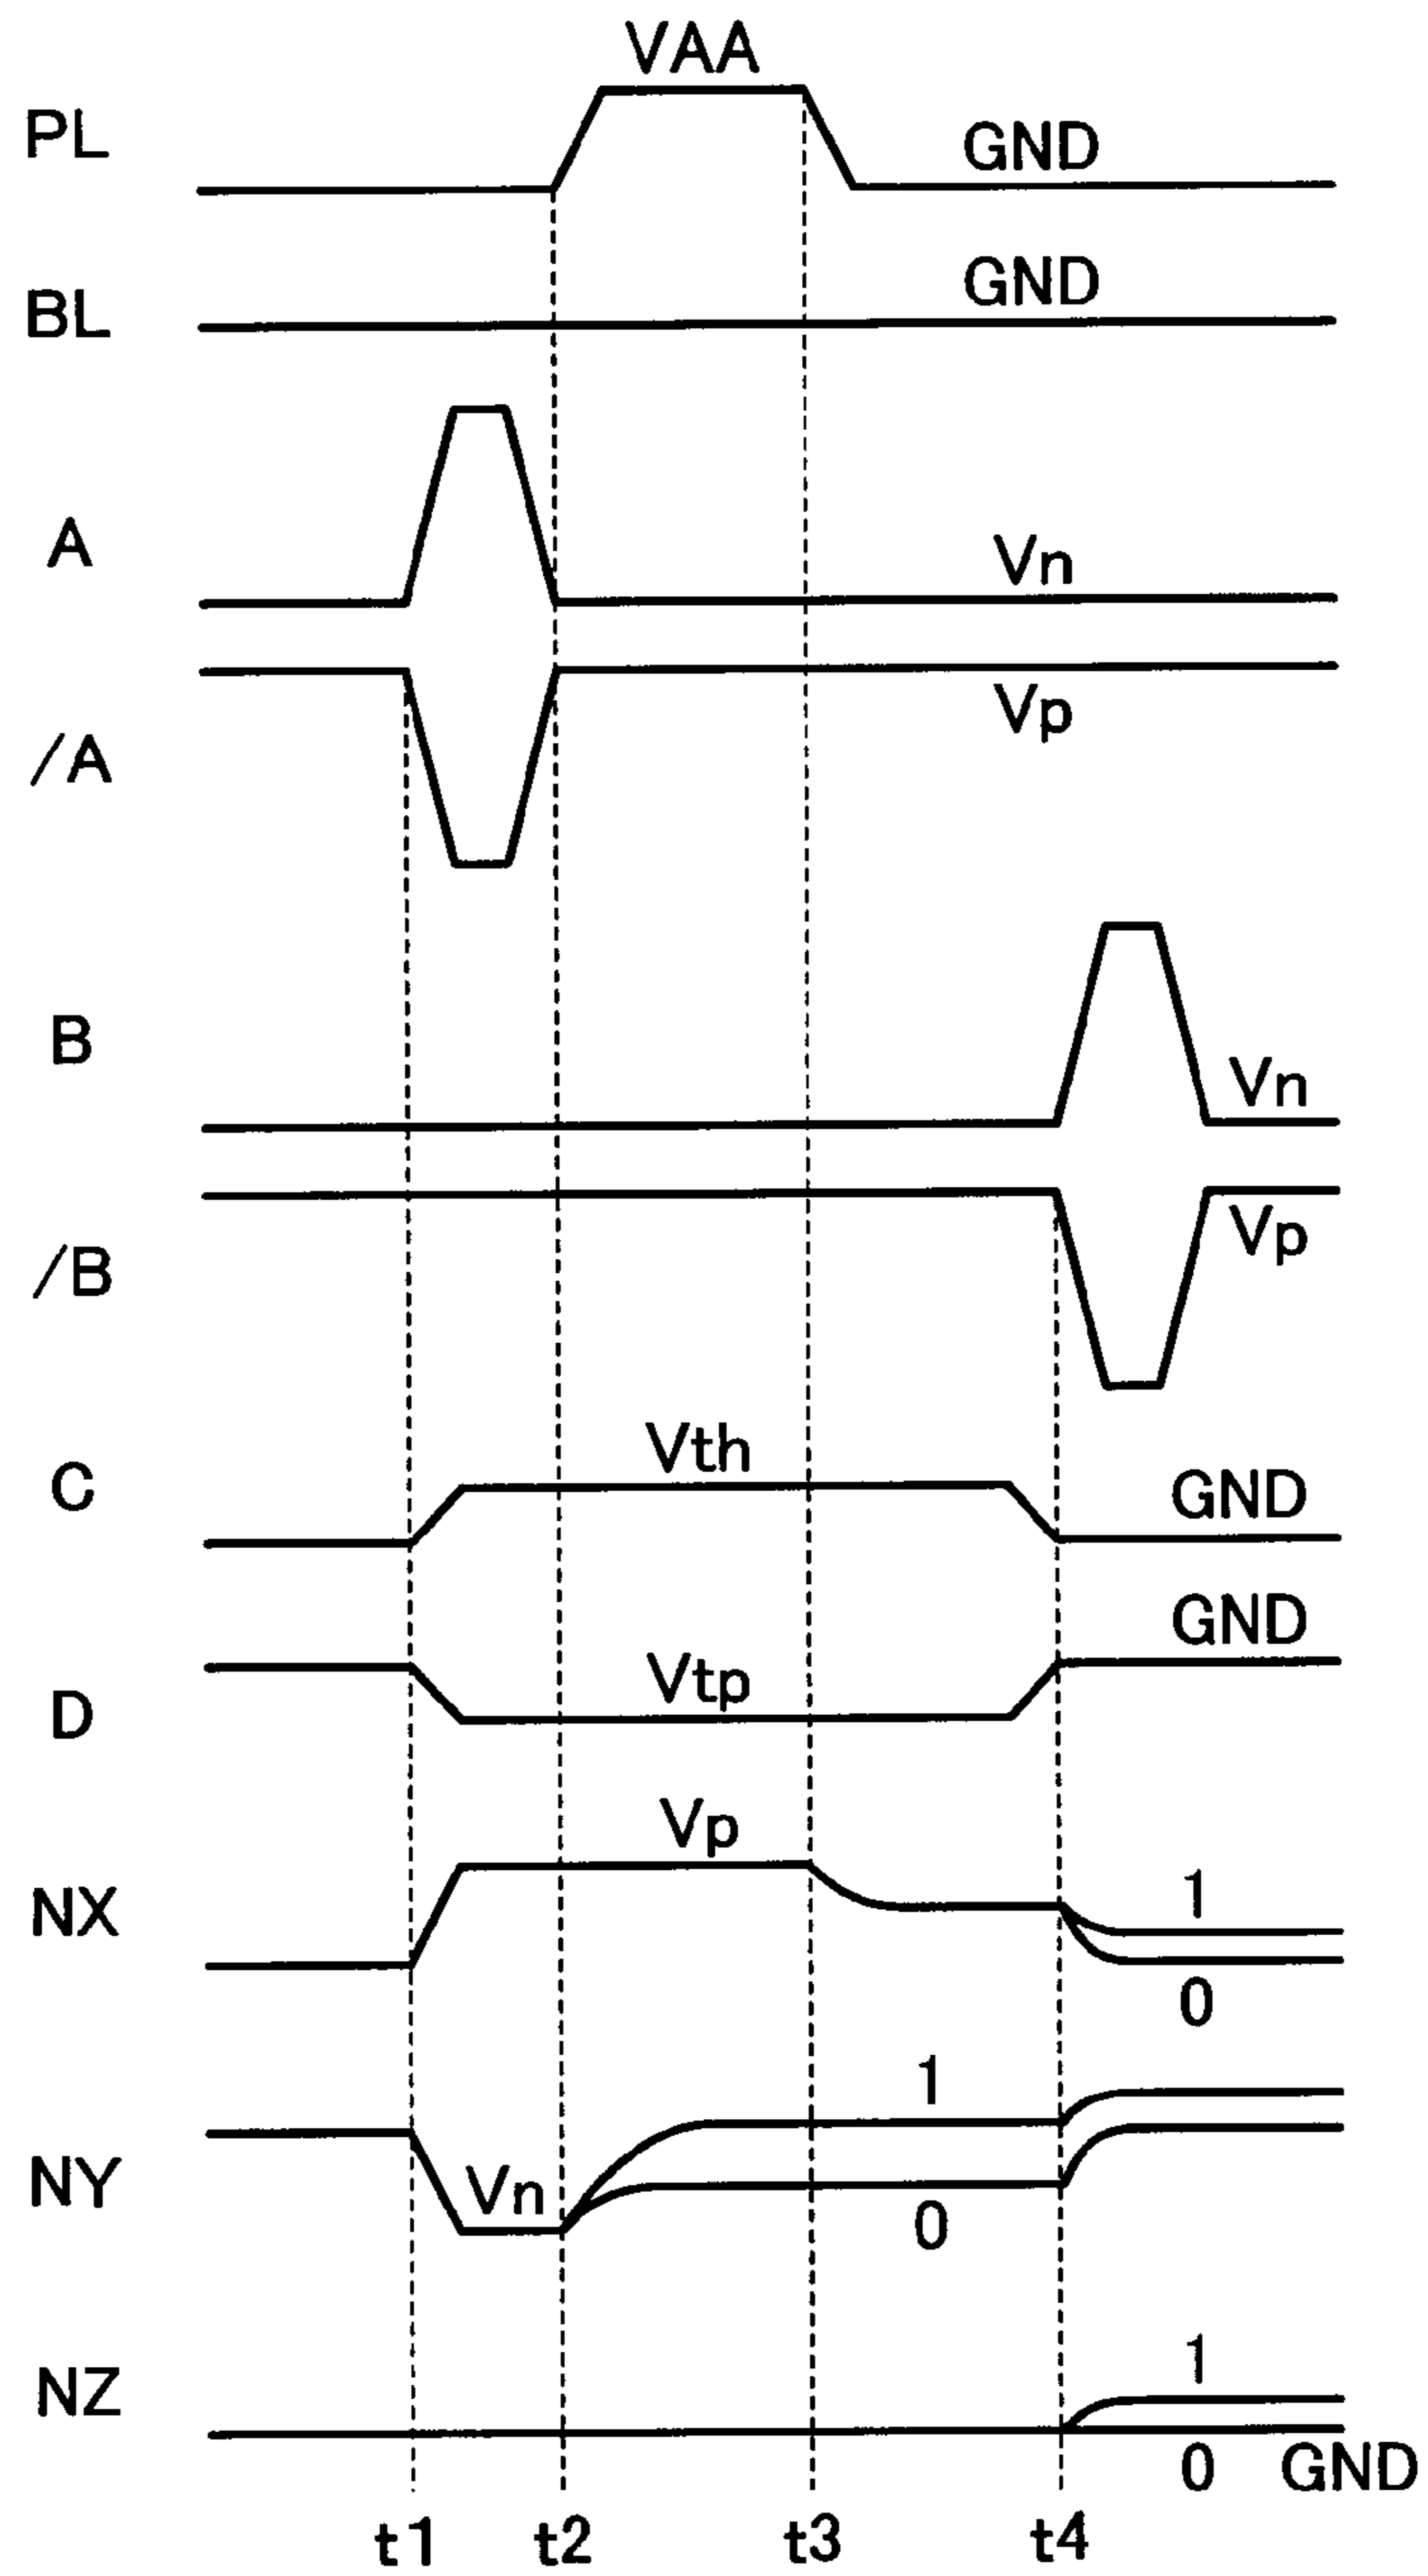 VAA
PL GND
BL GND
A Vn
/A Vp
B Vn
/B Vp
C Vth GND
D Vtp GND
NX Vp 1
0
NY Vn 1
0
NZ 1
0 GND
t1 t2 t3 t4